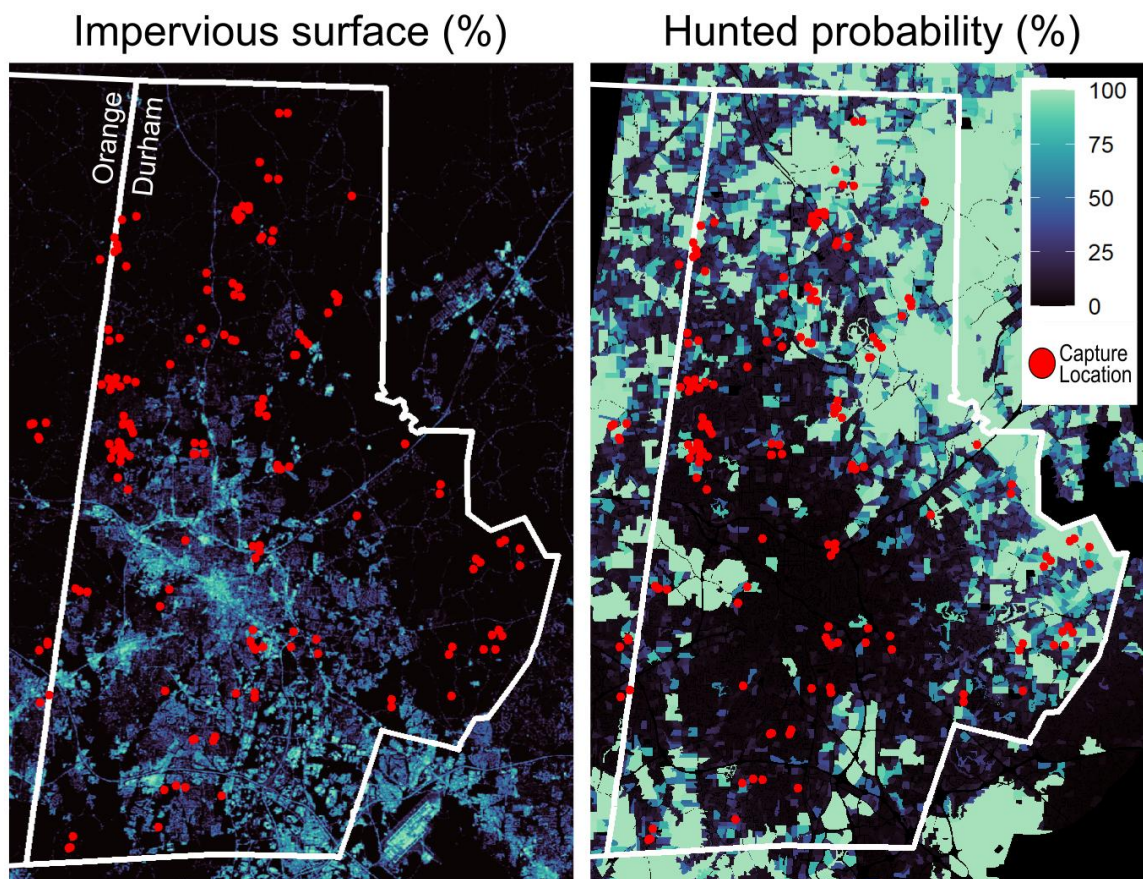 Impervious surface (%)
Hunted probability (%)
Orange
Durham
100
75
50
25
0
Capture
Location